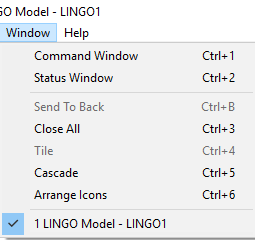 GO Model - LINGO1
Window Help
Command Window Ctrl+1
Status Window Ctrl+2
Send To Back Ctrl+B
Close All Ctrl+3
Tile Ctrl+4
Cascade Ctrl+5
Arrange Icons Ctrl+6
1 LINGO Model - LINGO1